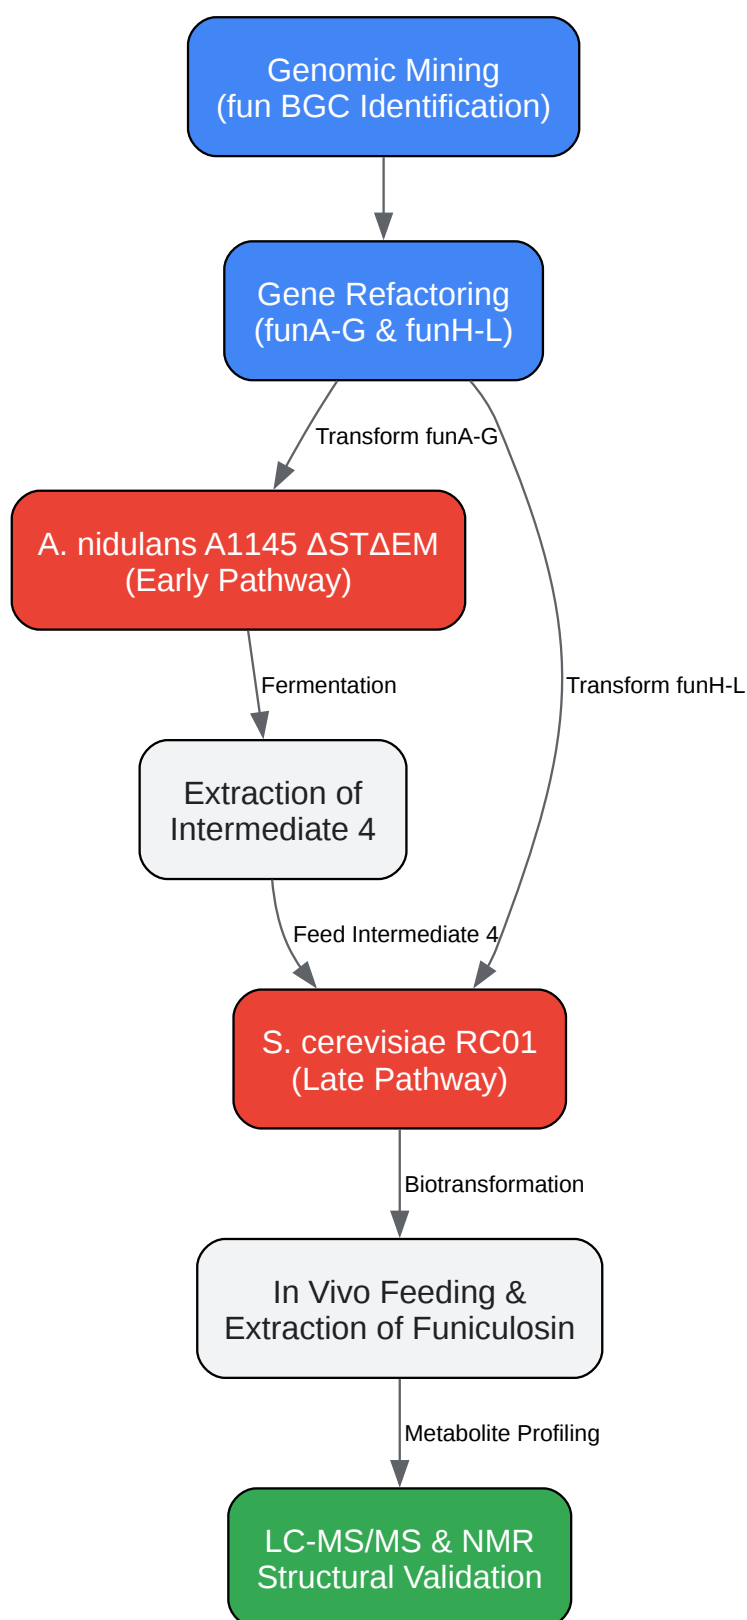 Genomic Mining
(fun BGC Identification)
Gene Refactoring
(funA-G & funH-L)
Transform funA-G
A. nidulans A1145 ΔSTΔEM
(Early Pathway)
Fermentation
Transform funH-L
Extraction of
Intermediate 4
Feed Intermediate 4
S. cerevisiae RC01
(Late Pathway)
Biotransformation
In Vivo Feeding &
Extraction of Funiculosin
Metabolite Profiling
LC-MS/MS & NMR
Structural Validation